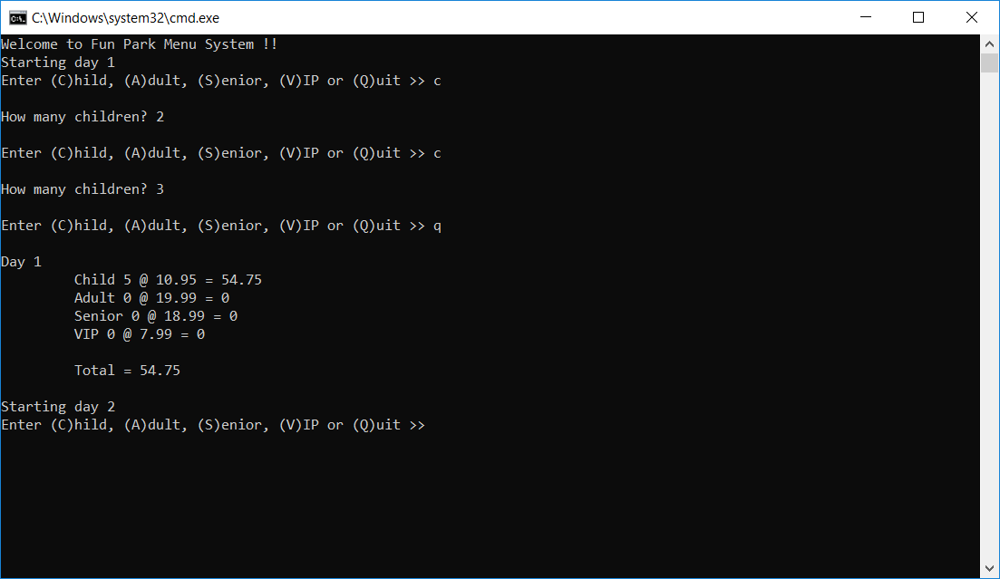 C:\Windows\system32\cmd.exe
Welcome to Fun Park Menu System !!
Starting day 1
Enter (C)hild, (A)dult, (S)enior, (V)IP or (Q)uit >> c
How many children? 2
Enter (C)hild, (A)dult, (S)enior, (V)IP or (Q)uit >> c
How many children? 3
Enter (C)hild, (A)dult, (S)enior, (V)IP or (Q)uit >> q
Day 1
Child 5 @ 10.95 = 54.75
Adult 0 @ 19.99 = 0
Senior 0 @ 18.99 = 0
VIP 0 @ 7.99 = 0
Total = 54.75
Starting day 2
Enter (C)hild, (A)dult, (S)enior, (V)IP or (Q)uit >>